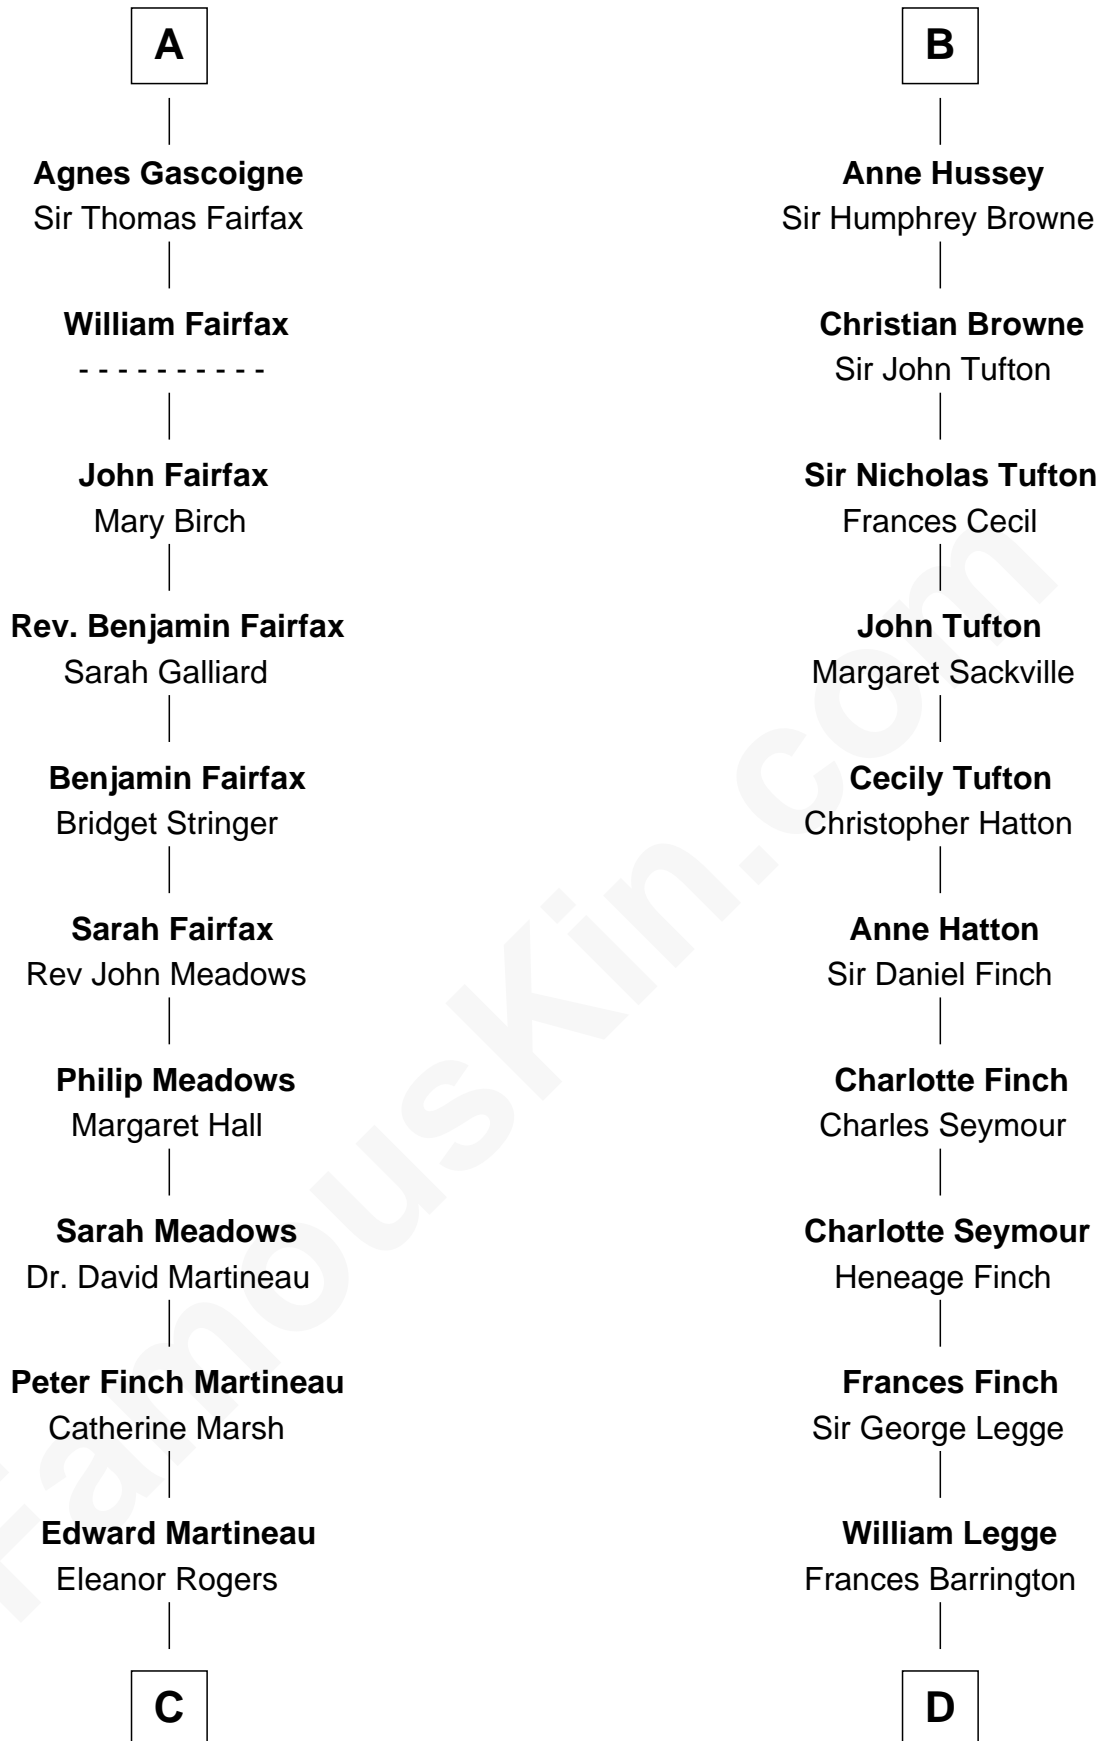 A
Agnes Gascoigne
Sir Thomas Fairfax
William Fairfax
- - - - - - - - - -
John Fairfax
Mary Birch
Rev. Benjamin Fairfax
Sarah Galliard
Benjamin Fairfax
Bridget Stringer
Sarah Fairfax
Rev John Meadows
Philip Meadows
Margaret Hall
Sarah Meadows
Dr. David Martineau
Peter Finch Martineau
Catherine Marsh
Edward Martineau
Eleanor Rogers
C
B
Anne Hussey
Sir Humphrey Browne
Christian Browne
Sir John Tufton
Sir Nicholas Tufton
Frances Cecil
John Tufton
Margaret Sackville
Cecily Tufton
Christopher Hatton
Anne Hatton
Sir Daniel Finch
Charlotte Finch
Charles Seymour
Charlotte Seymour
Heneage Finch
Frances Finch
Sir George Legge
William Legge
Frances Barrington
D
FamousKin.com